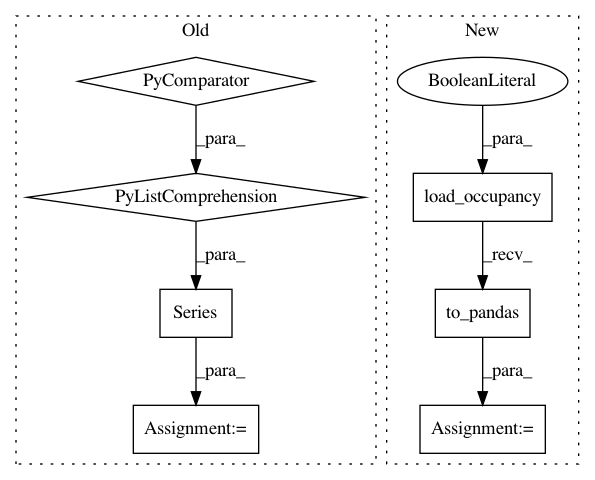 Old
New
PyComparator
BooleanLiteral
_para_
_para_
PyListComprehension
load_occupancy
_para_
_recv_
Series
to_pandas
_para_
_para_
Assignment:=
Assignment:=